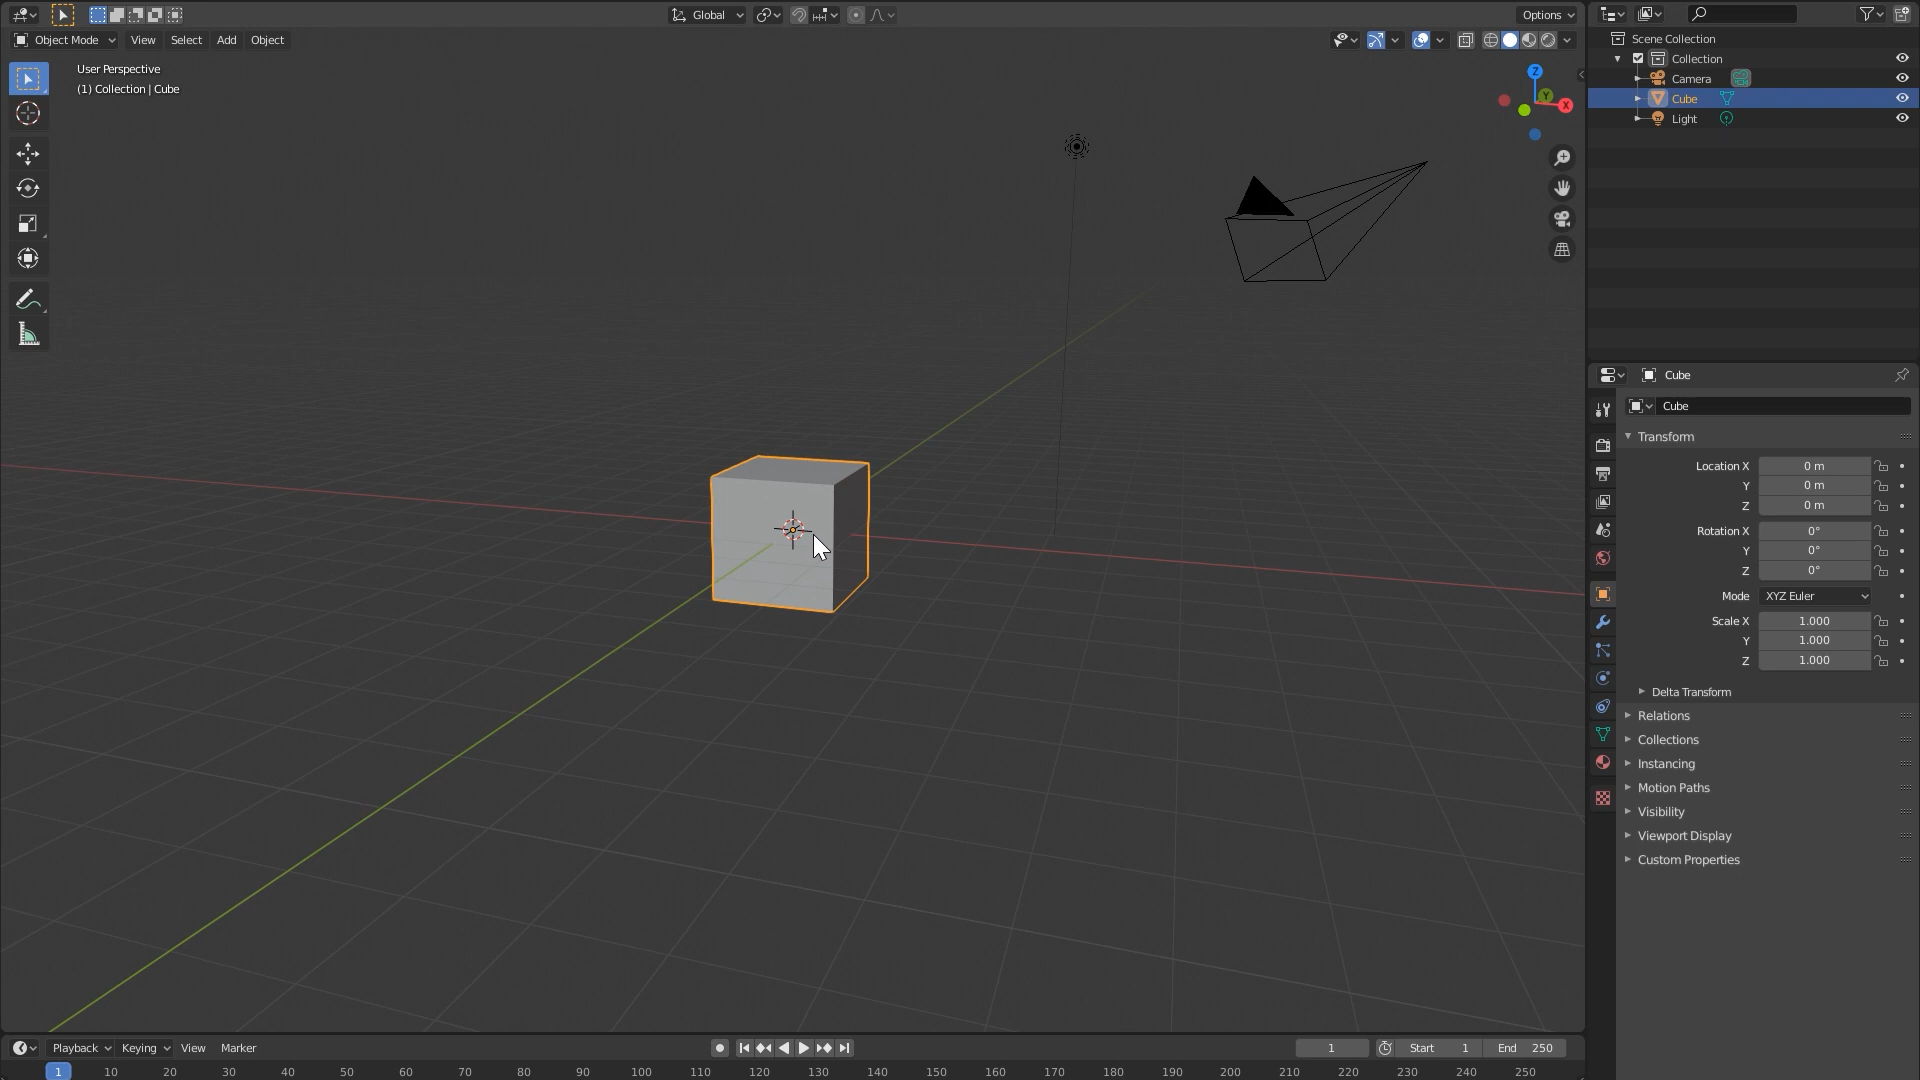 Global
Options
Object Mode
View
Select
Add
Object
User Perspective
(1) Collection | Cube
Z
Y
X
Scene Collection
Collection
Camera
Cube
Light
Cube
Cube
Transform
Location X 0 m
Y 0 m
Z 0 m
Rotation X 0°
Y 0°
Z 0°
Mode XYZ Euler
Scale X 1.000
Y 1.000
Z 1.000
Delta Transform
Relations
Collections
Instancing
Motion Paths
Visibility
Viewport Display
Custom Properties
Playback Keying View Marker 1 Start 1 End 250
1 10 20 30 40 50 60 70 80 90 100 110 120 130 140 150 160 170 180 190 200 210 220 230 240 250